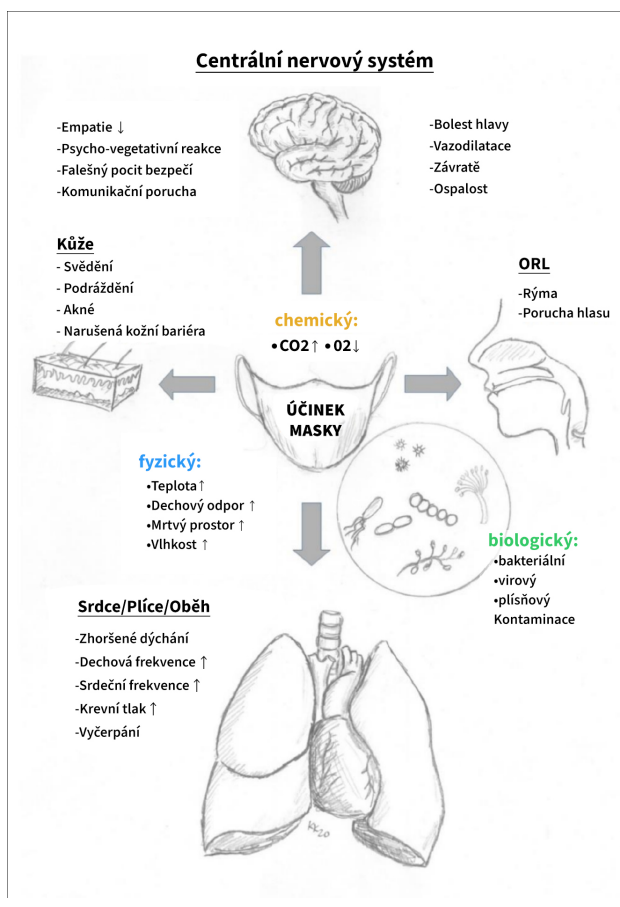 Centrální nervový systém
-Empatie ↓
-Psycho-vegetativní reakce
-Falešný pocit bezpečí
-Komunikační porucha
-Bolest hlavy
-Vazodilatace
-Závratě
-Ospalost
Kůže
- Svědění
- Podráždění
- Akné
- Narušená kožní bariéra
ORL
-Rýma
-Porucha hlasu
chemický:
•CO2↑ •02↓
ÚČINEK
MASKY
fyzický:
•Teplota↑
•Dechový odpor ↑
•Mrtvý prostor ↑
•Vlhkost ↑
biologický:
•bakteriální
•virový
•plísňový
Kontaminace
Srdce/Plíce/Oběh
-Zhoršené dýchání
-Dechová frekvence ↑
-Srdeční frekvence ↑
-Krevní tlak ↑
-Vyčerpání